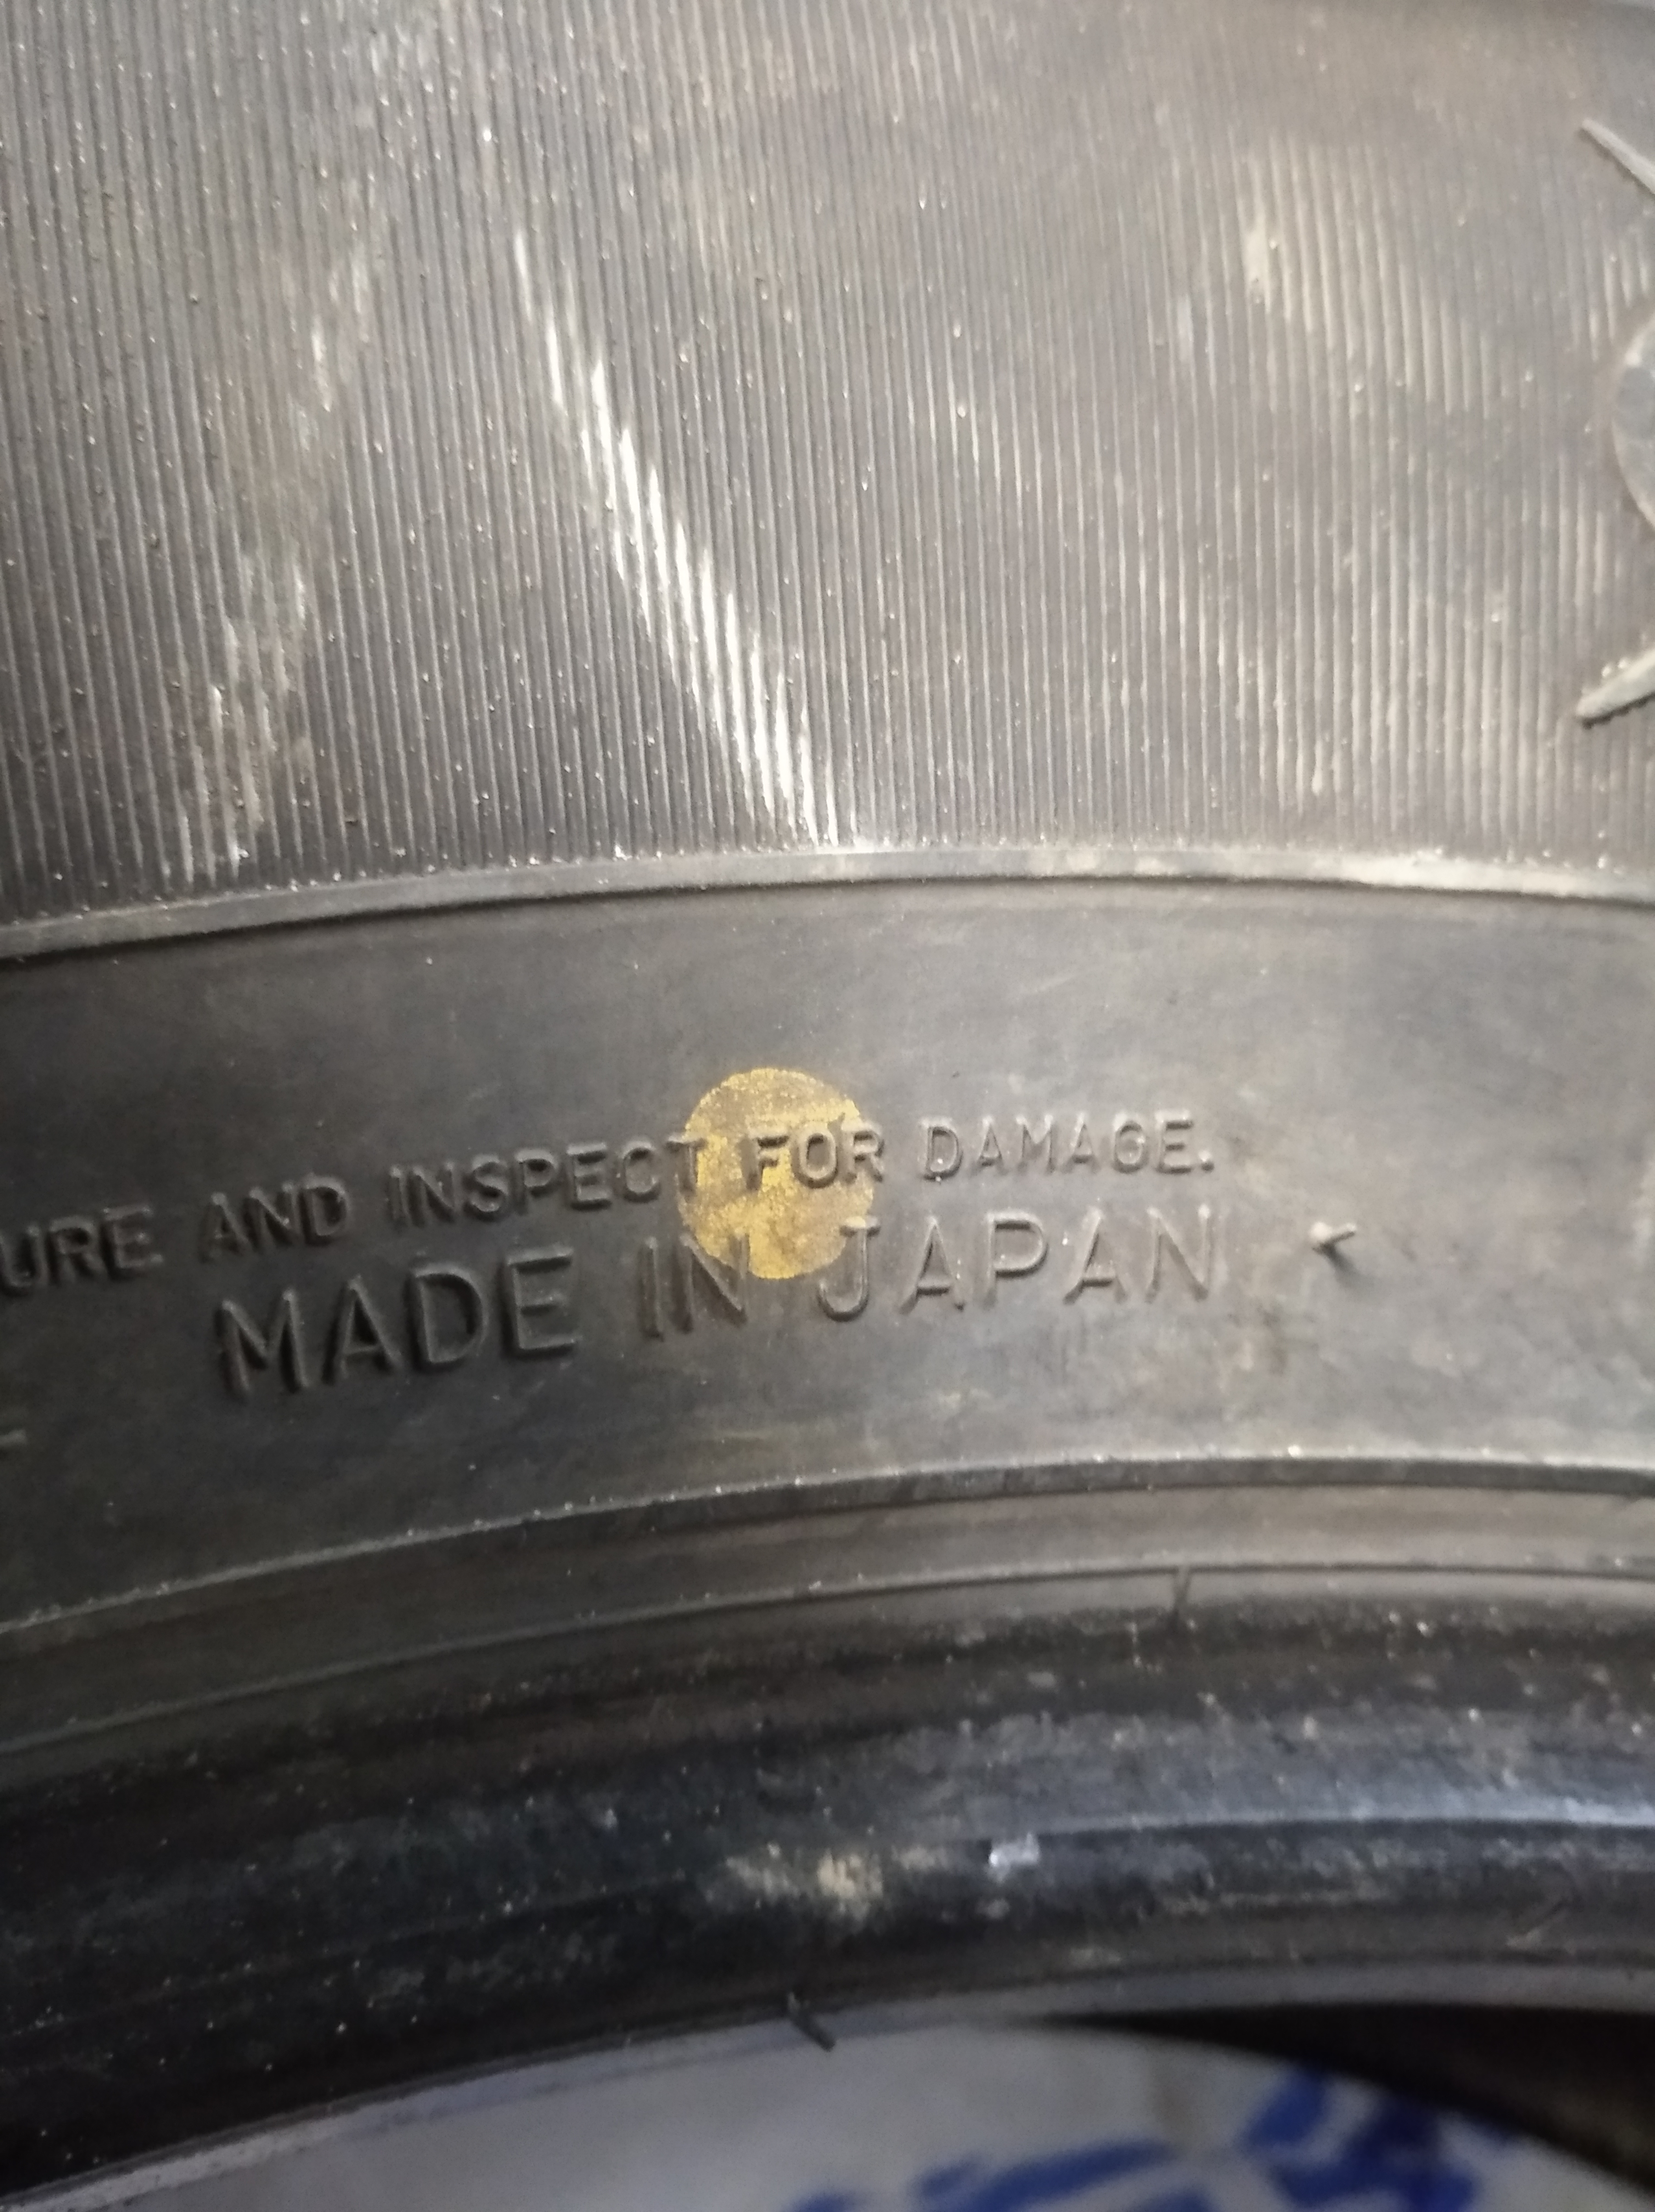 URE AND INSPECT FOR DAMAGE.
MADE IN JAPAN